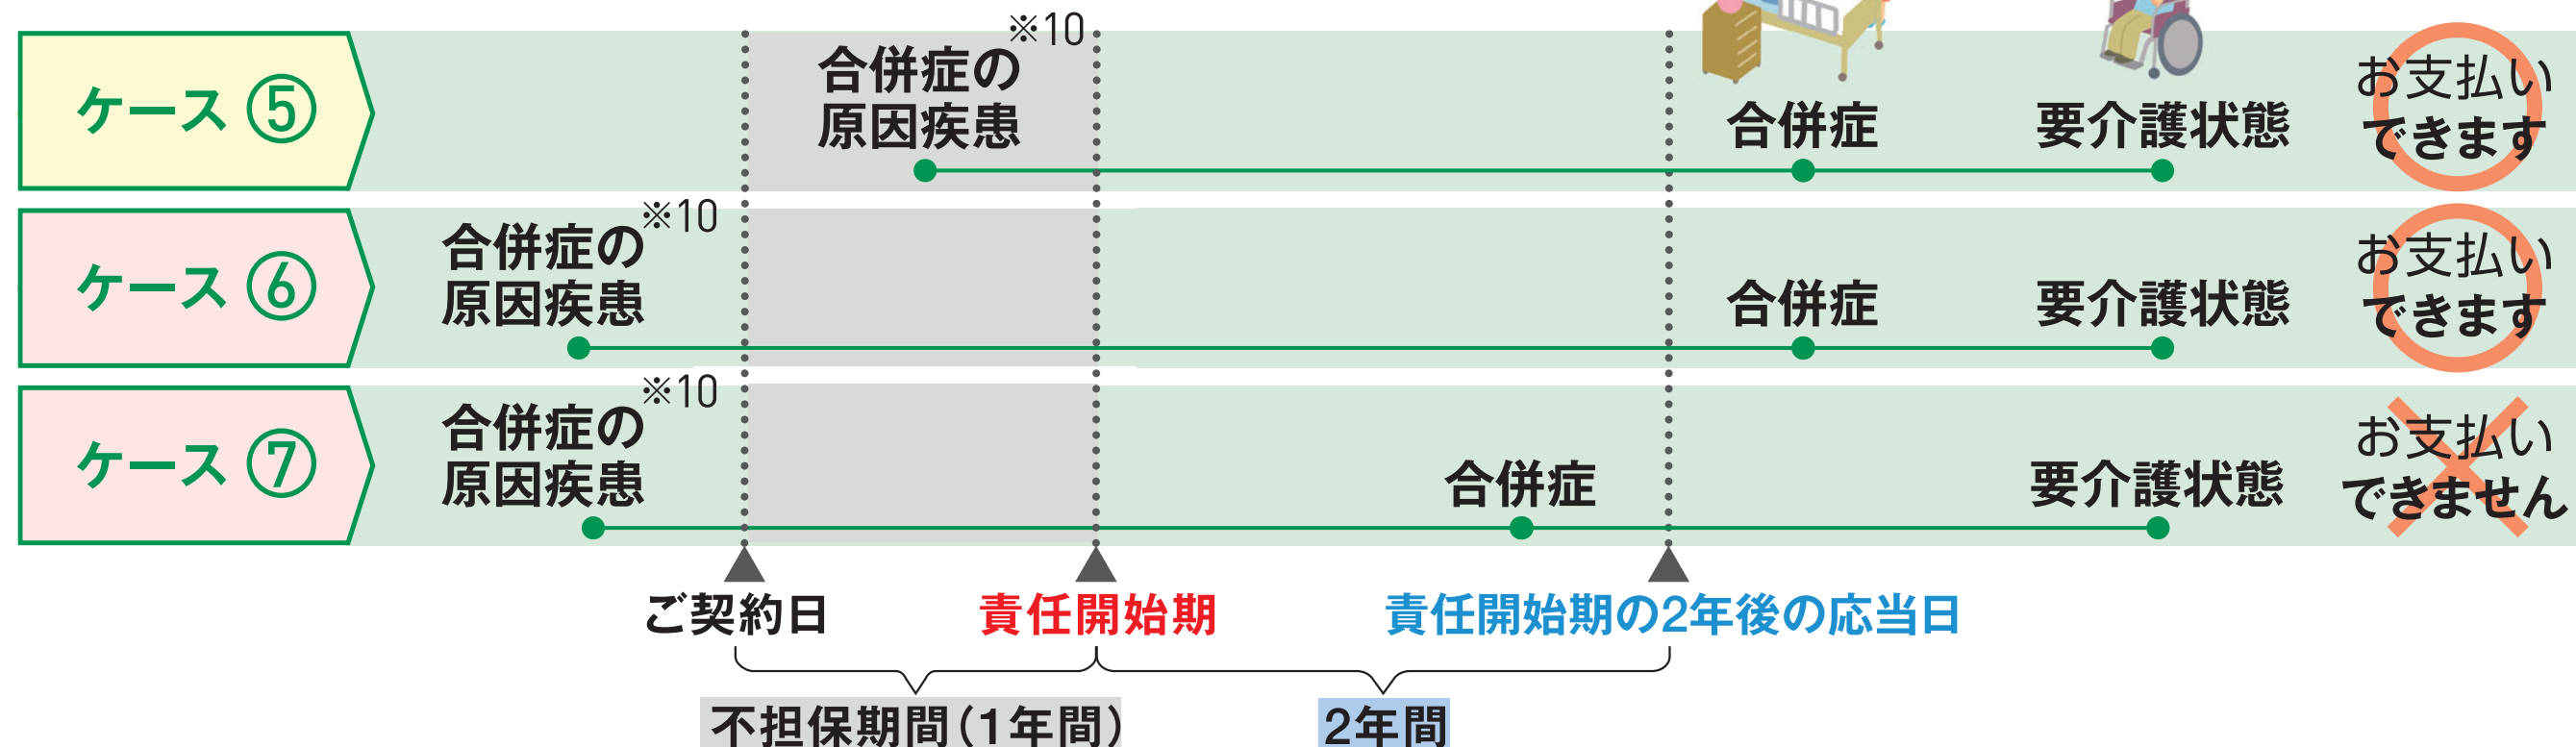 ケース ⑤
合併症の※10
原因疾患
合併症
要介護状態
お支払い
できます
ケース ⑥
合併症の※10
原因疾患
合併症
要介護状態
お支払い
できます
ケース ⑦
合併症の※10
原因疾患
合併症
要介護状態
お支払い
できません
ご契約日
責任開始期
責任開始期の2年後の応当日
不担保期間(1年間)
2年間